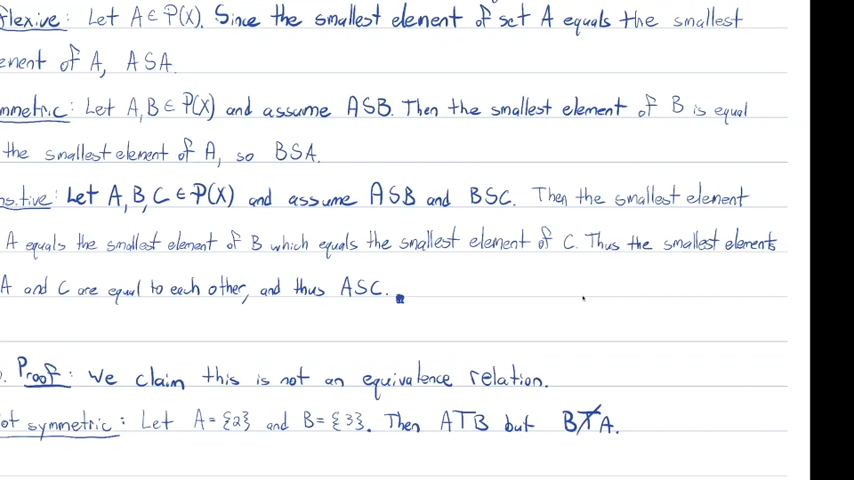 flexive: Let A ∈ P(X). Since the smallest element of set A equals the smallest
ement of A, ASA.
mmetric: Let A, B ∈ P(X) and assume ASB. Then the smallest element of B is equal
the smallest element of A, so BSA.
nsitive: Let A, B, C ∈ P(X) and assume ASB and BSC. Then the smallest element
A equals the smallest element of B which equals the smallest element of C. Thus the smallest elements
A and C are equal to each other, and thus ASC.
. Proof: We claim this is not an equivalence relation.
ot symmetric: Let A = {2} and B = {3}. Then ATB but BT̸A.